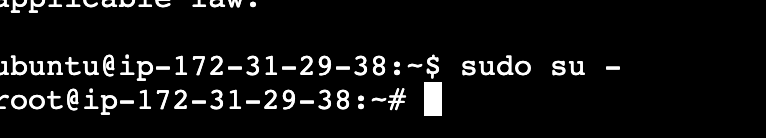 applicable law.
ubuntu@ip-172-31-29-38:~$ sudo su -
root@ip-172-31-29-38:~#